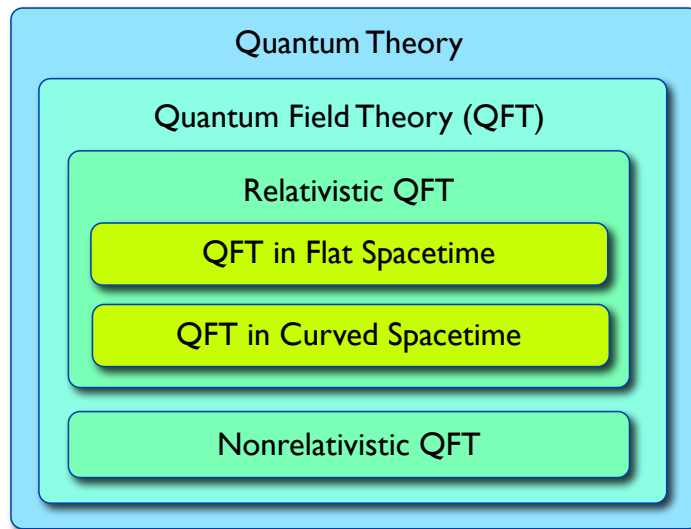 Quantum Theory
Quantum Field Theory (QFT)
Relativistic QFT
QFT in Flat Spacetime
QFT in Curved Spacetime
Nonrelativistic QFT